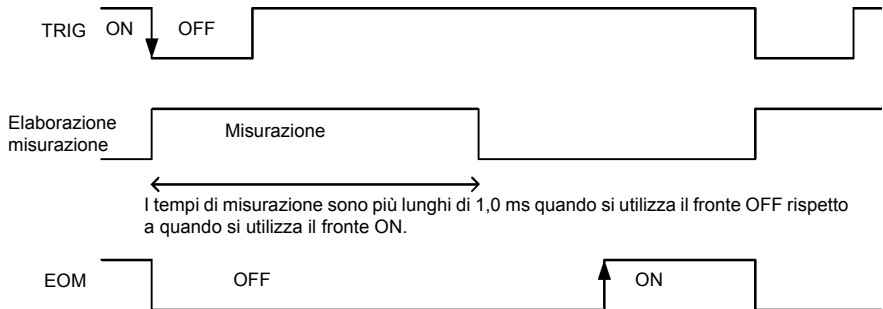 TRIG ON OFF
Elaborazione
misurazione
Misurazione
I tempi di misurazione sono più lunghi di 1,0 ms quando si utilizza il fronte OFF rispetto
a quando si utilizza il fronte ON.
EOM OFF ON